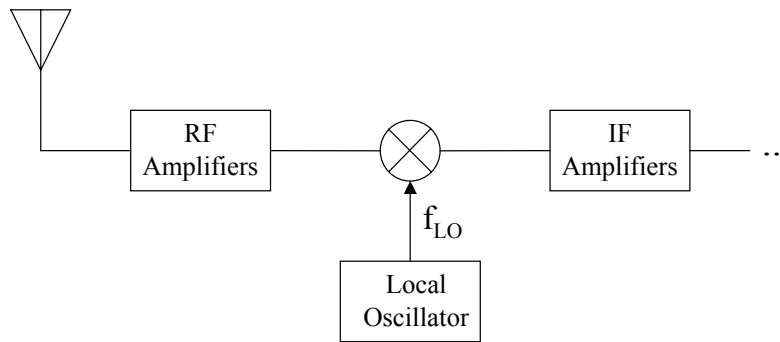 RF
Amplifiers
IF
Amplifiers
..
f_LO
Local
Oscillator